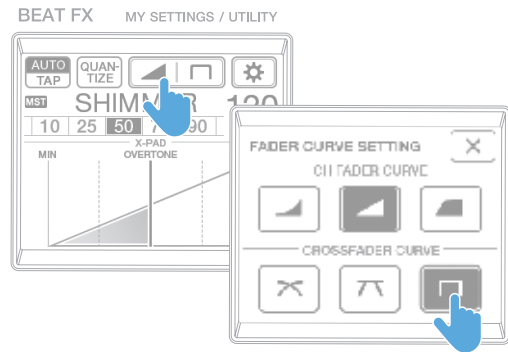 BEAT FX MY SETTINGS / UTILITY
AUTO TAP
QUAN-
TIZE
MST SHIMMER 120
10 25 50 90
X-PAD
MIN OVERTONE
FADER CURVE SETTING
CH FADER CURVE
CROSSFADER CURVE